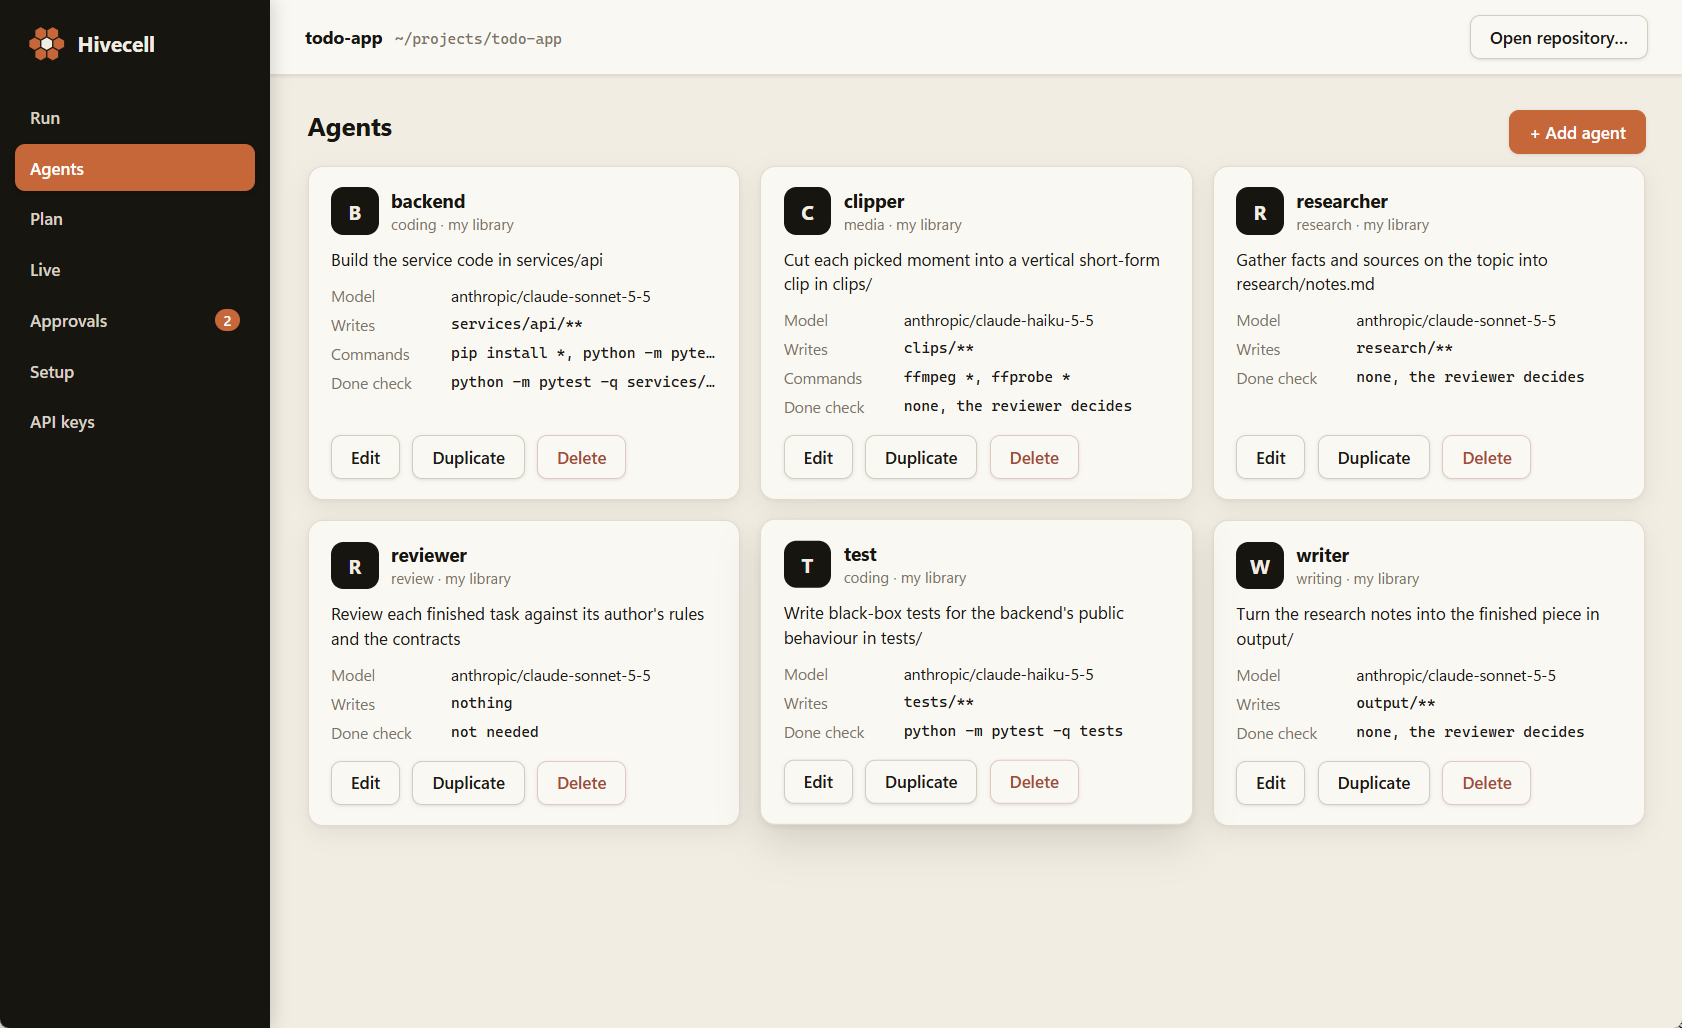 Hivecell
Run
Agents
Plan
Live
Approvals 2
Setup
API keys
todo-app ~/projects/todo-app
Open repository...
Agents
+ Add agent
B
backend
coding · my library
Build the service code in services/api
Model anthropic/claude-sonnet-5-5
Writes services/api/**
Commands pip install *, python -m pyte…
Done check python -m pytest -q services/…
Edit Duplicate Delete
C
clipper
media · my library
Cut each picked moment into a vertical short-form
clip in clips/
Model anthropic/claude-haiku-5-5
Writes clips/**
Commands ffmpeg *, ffprobe *
Done check none, the reviewer decides
Edit Duplicate Delete
R
researcher
research · my library
Gather facts and sources on the topic into
research/notes.md
Model anthropic/claude-sonnet-5-5
Writes research/**
Done check none, the reviewer decides
Edit Duplicate Delete
R
reviewer
review · my library
Review each finished task against its author's rules
and the contracts
Model anthropic/claude-sonnet-5-5
Writes nothing
Done check not needed
Edit Duplicate Delete
T
test
coding · my library
Write black-box tests for the backend's public
behaviour in tests/
Model anthropic/claude-haiku-5-5
Writes tests/**
Done check python -m pytest -q tests
Edit Duplicate Delete
W
writer
writing · my library
Turn the research notes into the finished piece in
output/
Model anthropic/claude-sonnet-5-5
Writes output/**
Done check none, the reviewer decides
Edit Duplicate Delete